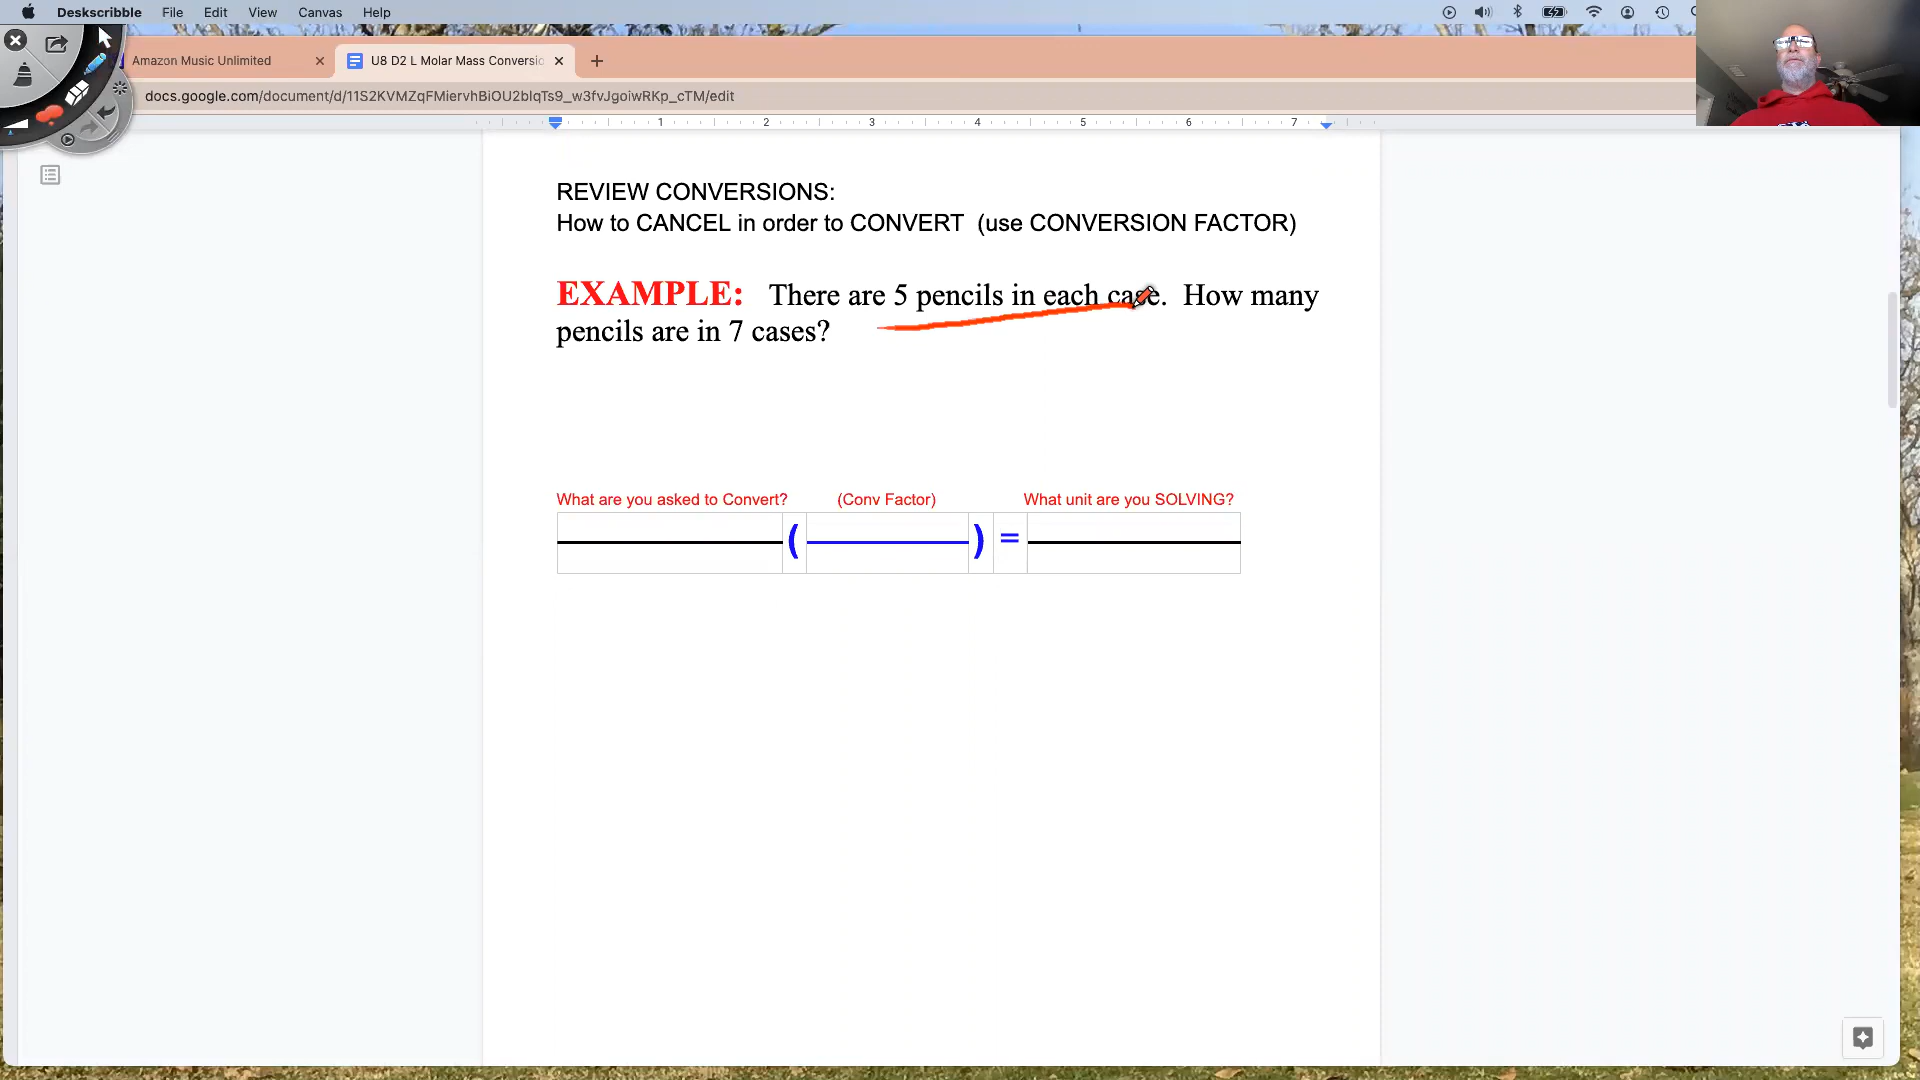 Deskscribble File Edit View Canvas Help
Amazon Music Unlimited
U8 D2 L Molar Mass Conversio
docs.google.com/document/d/11S2KVMZqFMiervhBiOU2bIqTs9_w3fvJgoiwRKp_cTM/edit
1 2 3 4 5 6 7
REVIEW CONVERSIONS:
How to CANCEL in order to CONVERT (use CONVERSION FACTOR)
EXAMPLE: There are 5 pencils in each case. How many
pencils are in 7 cases?
What are you asked to Convert? (Conv Factor) What unit are you SOLVING?
( ) =